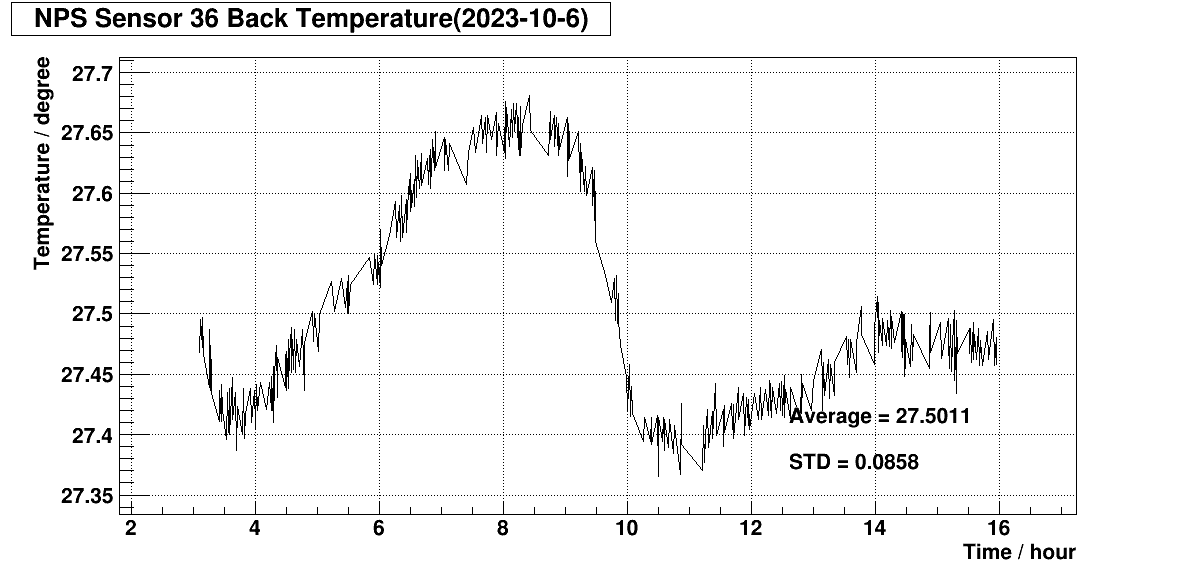 NPS Sensor 36 Back Temperature(2023-10-6)
Temperature / degree
27.7
27.65
27.6
27.55
27.5
27.45
27.4
27.35
Average = 27.5011
STD = 0.0858
2 4 6 8 10 12 14 16
Time / hour